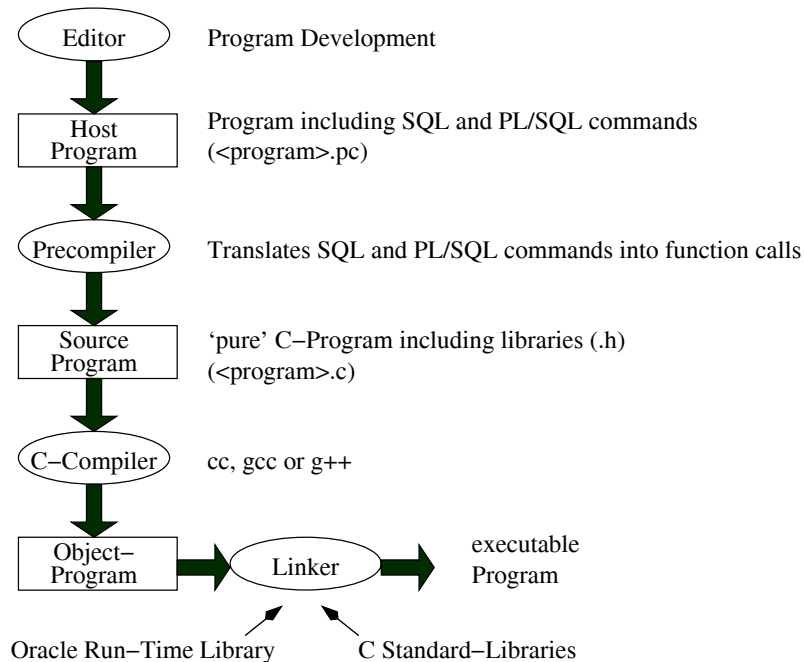 Editor
Program Development
Host
Program
Program including SQL and PL/SQL commands
(<program>.pc)
Precompiler
Translates SQL and PL/SQL commands into function calls
Source
Program
‘pure’ C−Program including libraries (.h)
(<program>.c)
C−Compiler
cc, gcc or g++
Object−
Program
Linker
executable
Program
Oracle Run−Time Library
C Standard−Libraries